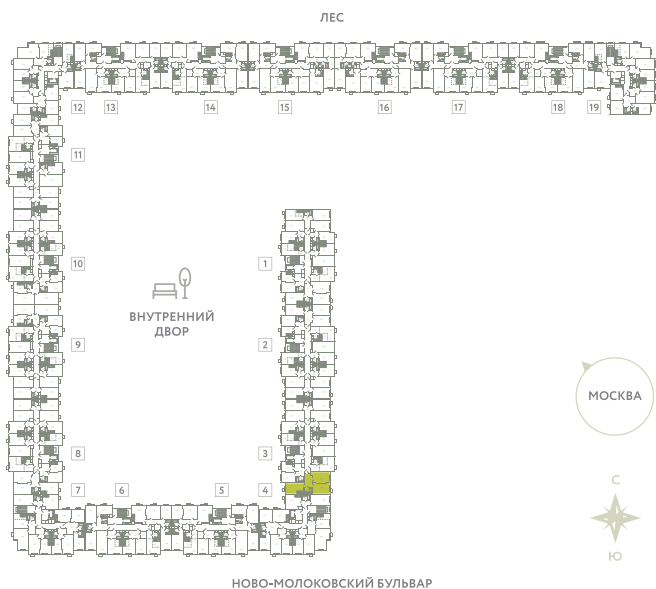 ЛЕС
12 13 14 15 16 17 18 19
11
10 1
ВНУТРЕННИЙ
ДВОР
9 2
МОСКВА
8 3
7 6 5 4
С
Ю
НОВО-МОЛОКОВСКИЙ БУЛЬВАР